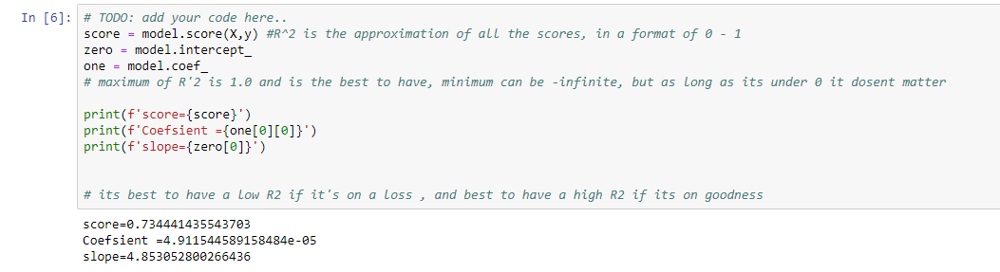 In [6]: # TODO: add your code here..
score = model.score(X,y) #R^2 is the approximation of all the scores, in a format of 0 - 1
zero = model.intercept_
one = model.coef_
# maximum of R'2 is 1.0 and is the best to have, minimum can be -infinite, but as long as its under 0 it dosent matter
print(f'score={score}')
print(f'Coefsient ={one[0][0]}')
print(f'slope={zero[0]}')
# its best to have a low R2 if it's on a loss , and best to have a high R2 if its on goodness
score=0.734441435543703
Coefsient =4.911544589158484e-05
slope=4.853052800266436